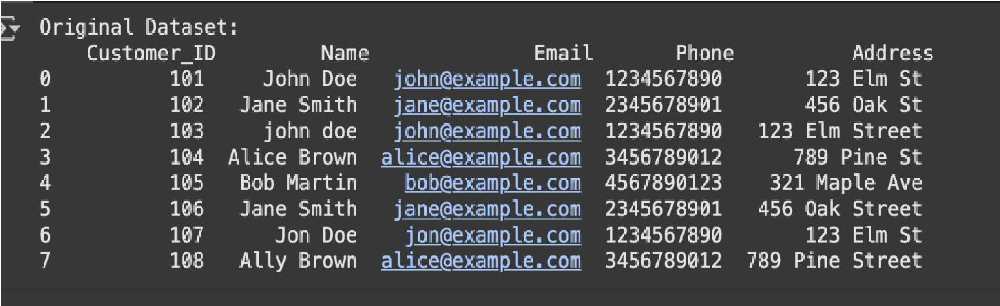 Original Dataset:
Customer_ID Name Email Phone Address
0 101 John Doe john@example.com 1234567890 123 Elm St
1 102 Jane Smith jane@example.com 2345678901 456 Oak St
2 103 john doe john@example.com 1234567890 123 Elm Street
3 104 Alice Brown alice@example.com 3456789012 789 Pine St
4 105 Bob Martin bob@example.com 4567890123 321 Maple Ave
5 106 Jane Smith jane@example.com 2345678901 456 Oak Street
6 107 Jon Doe jon@example.com 1234567890 123 Elm St
7 108 Ally Brown alice@example.com 3456789012 789 Pine Street